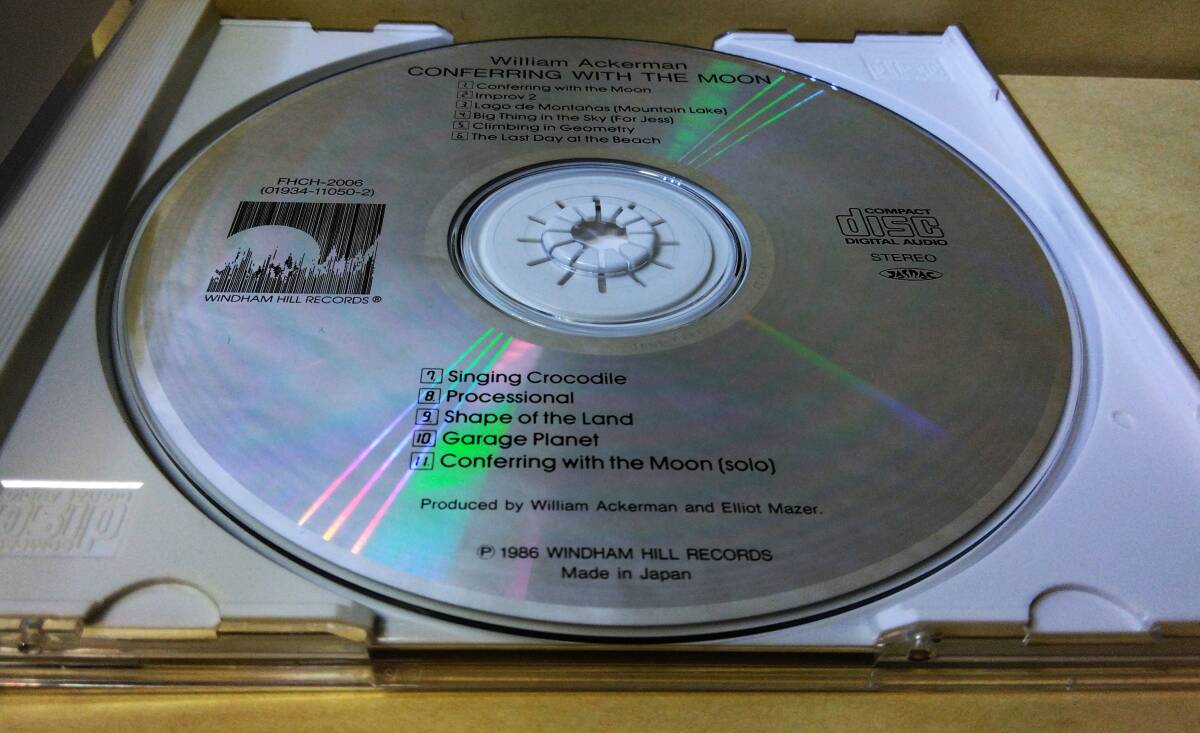 William Ackerman
CONFERRING WITH THE MOON
1 Conferring with the Moon
2 Improv 2
3 Lago de Montañas (Mountain Lake)
4 Big Thing in the Sky (For Jess)
5 Climbing in Geometry
6 The Last Day at the Beach
FHCH-2006
(01934-11050-2)
WINDHAM HILL RECORDS ®
COMPACT
disc
DIGITAL AUDIO
STEREO
JASRAC
7. Singing Crocodile
8. Processional
9. Shape of the Land
10. Garage Planet
11. Conferring with the Moon (solo)
Produced by William Ackerman and Elliot Mazer.
℗ 1986 WINDHAM HILL RECORDS
Made in Japan